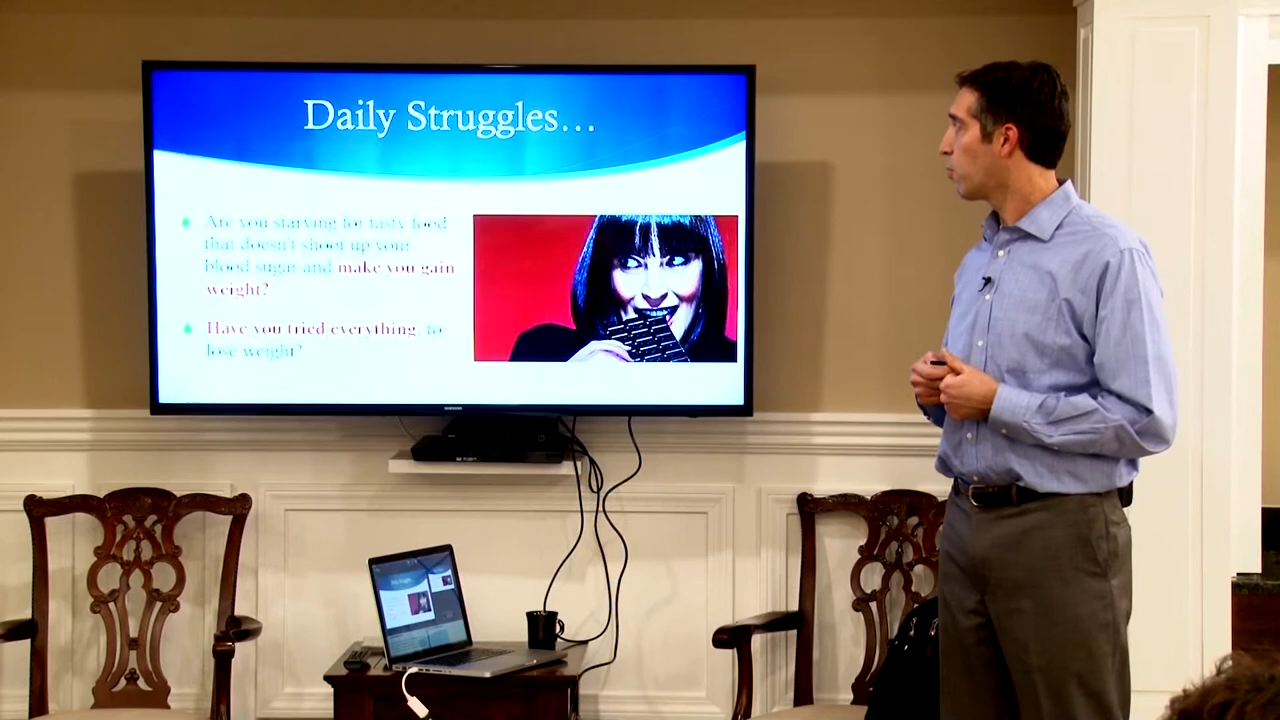 Daily Struggles...
Are you starving for tasty food
that doesn't shoot up your
blood sugar and make you gain
weight?
Have you tried everything to
lose weight?
SAMSUNG